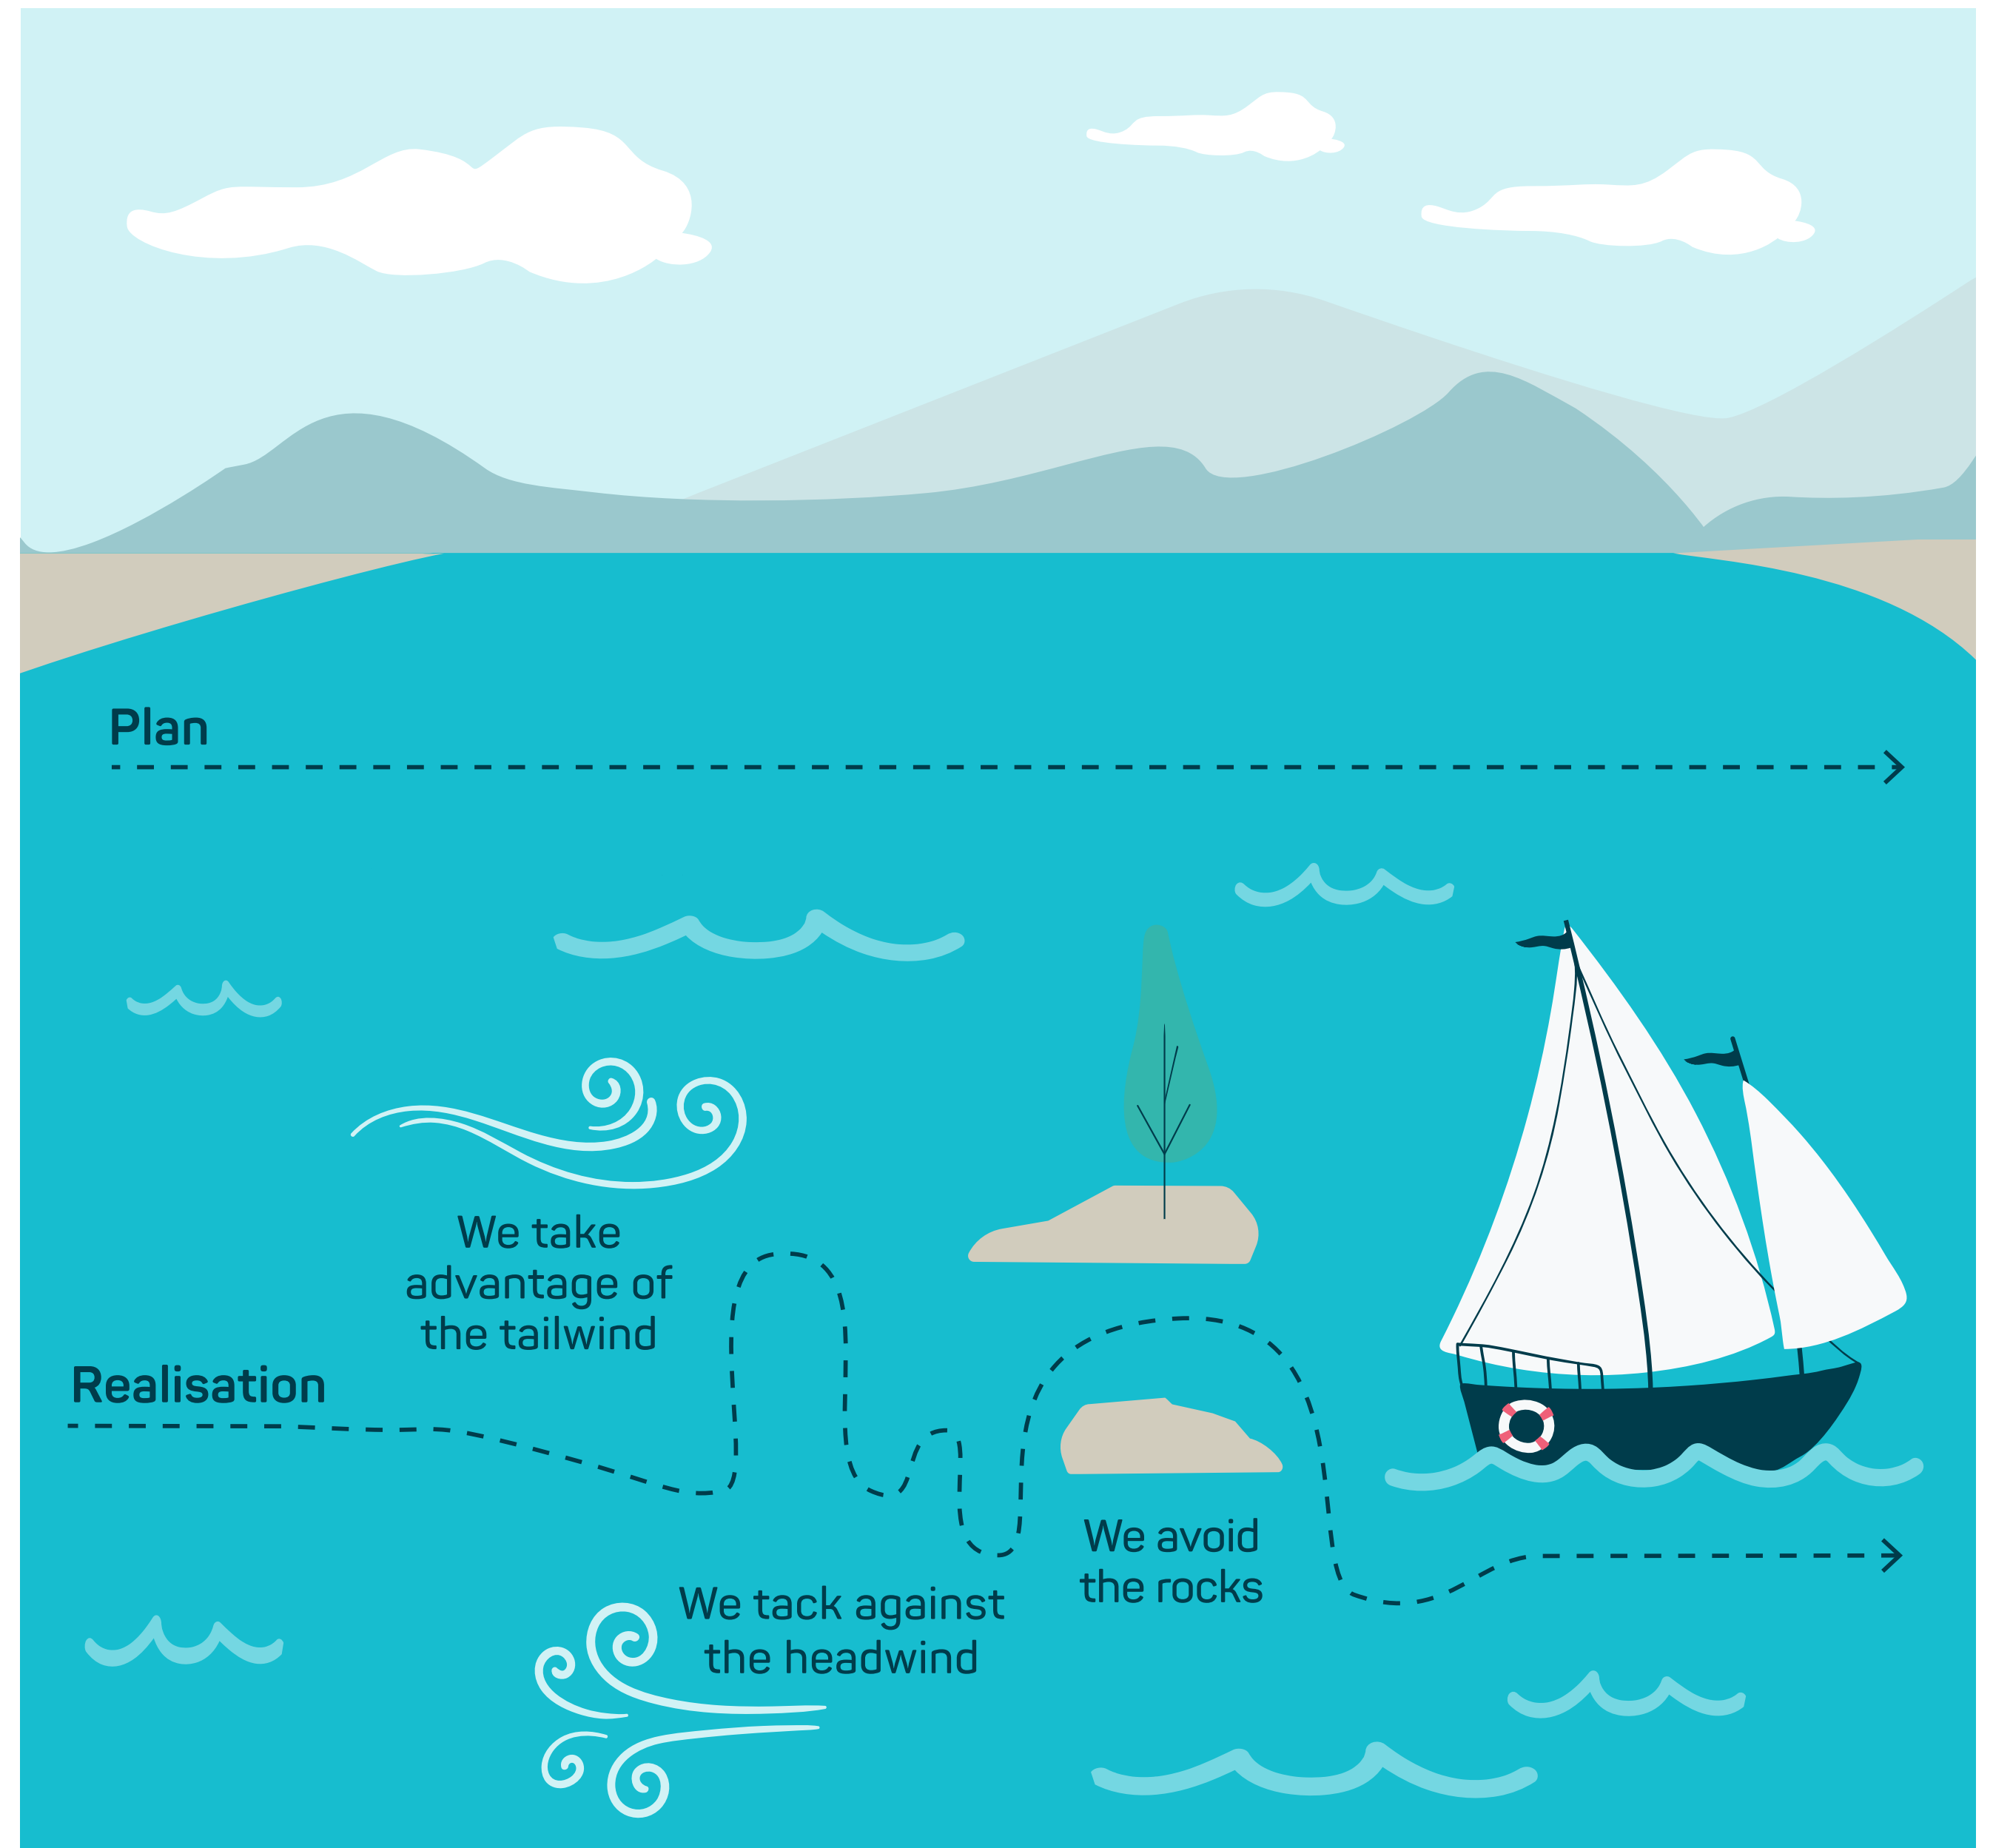 Plan
We take
advantage of
the tailwind
Realisation
We tack against
the headwind
We avoid
the rocks